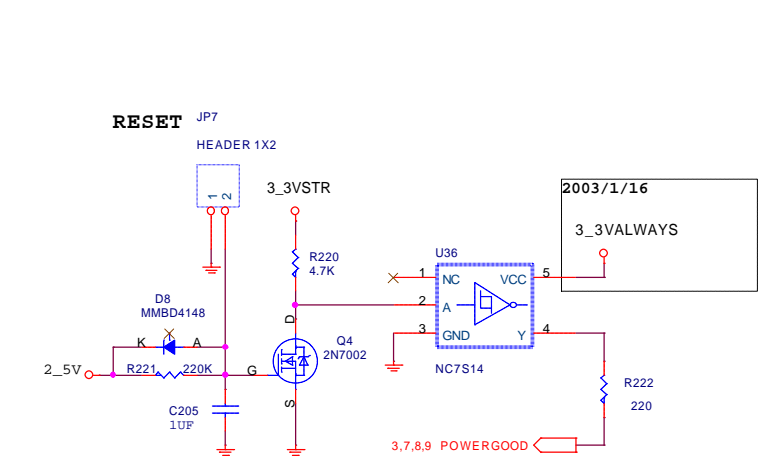 RESET
JP7
HEADER 1X2
1
2
3_3VSTR
R220
4.7K
2003/1/16
3_3VALWAYS
U36
1
NC
VCC
5
2
A
3
GND
Y
4
NC7S14
D8
MMBD4148
K
A
2_5V
R221
220K
G
D
S
Q4
2N7002
C205
1UF
R222
220
3,7,8,9 POWERGOOD